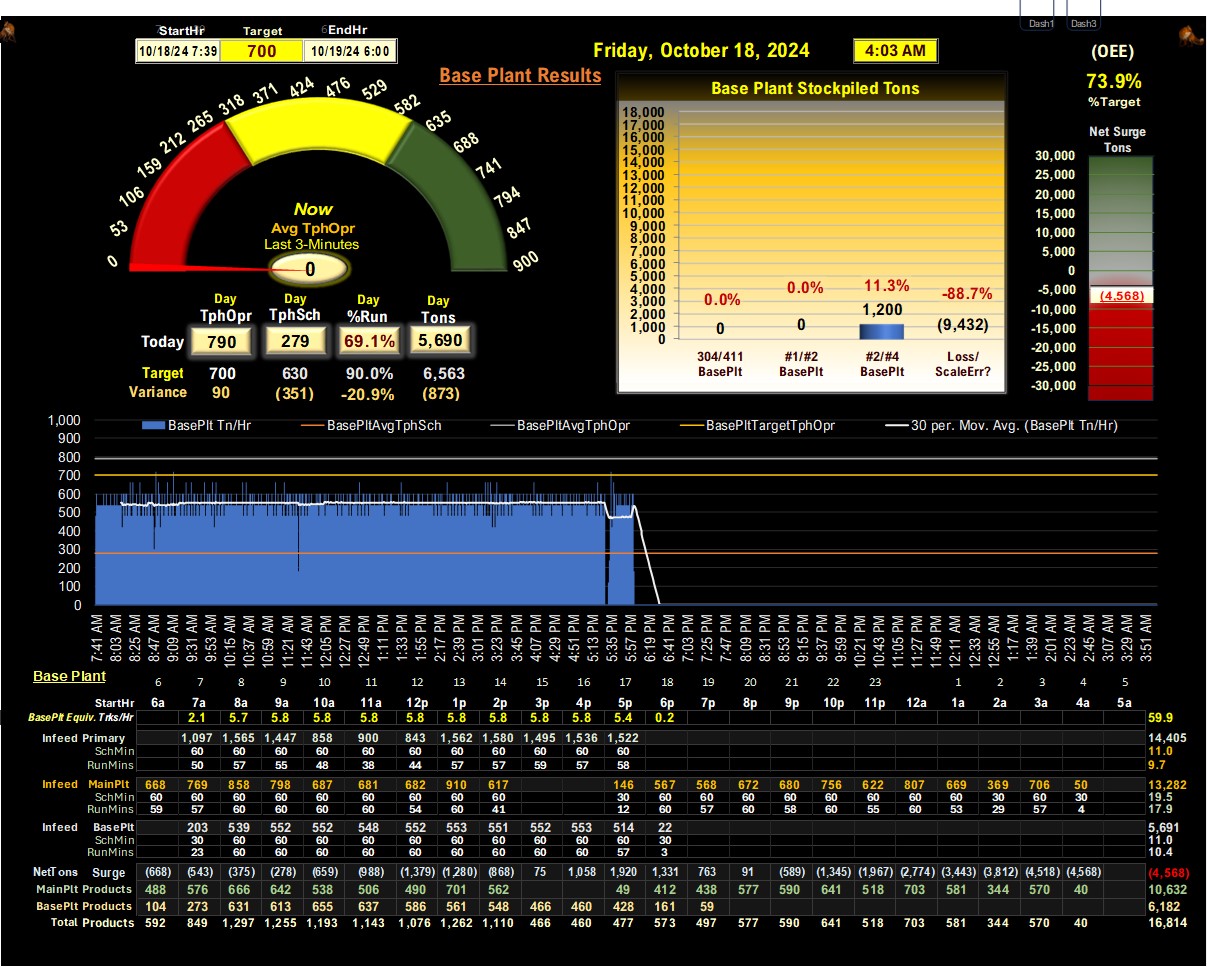 Dash1 Dash3
StartHr Target EndHr
10/18/24 7:39 700 10/19/24 6:00
Friday, October 18, 2024 4:03 AM
(OEE)
73.9%
%Target
Base Plant Results
0 53 106 159 212 265 318 371 424 476 529 582 635 688 741 794 847 900
Now
Avg TphOpr
Last 3-Minutes
0
Day Day Day Day
TphOpr TphSch %Run Tons
Today 790 279 69.1% 5,690
Target 700 630 90.0% 6,563
Variance 90 (351) -20.9% (873)
Base Plant Stockpiled Tons
18,000
17,000
16,000
15,000
14,000
13,000
12,000
11,000
10,000
9,000
8,000
7,000
6,000
5,000
4,000
3,000
2,000
1,000
0
0.0% 0.0% 11.3% -88.7%
0 0 1,200 (9,432)
304/411 #1/#2 #2/#4 Loss/
BasePlt BasePlt BasePlt ScaleErr?
Net Surge
Tons
30,000
25,000
20,000
15,000
10,000
5,000
0
-5,000
-10,000
-15,000
-20,000
-25,000
-30,000
(4,568)
BasePlt Tn/Hr BasePltAvgTphSch BasePltAvgTphOpr BasePltTargetTphOpr 30 per. Mov. Avg. (BasePlt Tn/Hr)
1,000
900
800
700
600
500
400
300
200
100
0
7:41 AM 8:03 AM 8:25 AM 8:47 AM 9:09 AM 9:31 AM 9:53 AM 10:15 AM 10:37 AM 10:59 AM 11:21 AM 11:43 AM 12:05 PM 12:27 PM 12:49 PM 1:11 PM 1:33 PM 1:55 PM 2:17 PM 2:39 PM 3:01 PM 3:23 PM 3:45 PM 4:07 PM 4:29 PM 4:51 PM 5:13 PM 5:35 PM 5:57 PM 6:19 PM 6:41 PM 7:03 PM 7:25 PM 7:47 PM 8:09 PM 8:31 PM 8:53 PM 9:15 PM 9:37 PM 9:59 PM 10:21 PM 10:43 PM 11:05 PM 11:27 PM 11:49 PM 12:11 AM 12:33 AM 12:55 AM 1:17 AM 1:39 AM 2:01 AM 2:23 AM 2:45 AM 3:07 AM 3:29 AM 3:51 AM
Base Plant 6 7 8 9 10 11 12 13 14 15 16 17 18 19 20 21 22 23 1 2 3 4 5
StartHr 6a 7a 8a 9a 10a 11a 12p 1p 2p 3p 4p 5p 6p 7p 8p 9p 10p 11p 12a 1a 2a 3a 4a 5a
BasePlt Equiv. Trks/Hr 2.1 5.7 5.8 5.8 5.8 5.8 5.8 5.8 5.8 5.8 5.4 0.2 59.9
Infeed Primary 1,097 1,565 1,447 858 900 843 1,562 1,580 1,495 1,536 1,522 14,405
SchMin 60 60 60 60 60 60 60 60 60 60 60 11.0
RunMins 50 57 55 48 38 44 57 57 59 57 58 9.7
Infeed MainPlt 668 769 858 798 687 681 682 910 617 146 567 568 672 680 756 622 807 669 369 706 50 13,282
SchMin 60 60 60 60 60 60 60 60 60 30 60 60 60 60 60 60 60 60 30 60 30 19.5
RunMins 59 57 60 60 60 60 54 60 41 12 60 57 60 60 60 55 60 53 29 57 4 17.9
Infeed BasePlt 203 539 552 552 548 552 553 551 552 553 514 22 5,691
SchMin 30 60 60 60 60 60 60 60 60 60 60 30 11.0
RunMins 23 60 60 60 60 60 60 60 60 60 57 3 10.4
NetTons Surge (668) (543) (375) (278) (659) (988) (1,379) (1,280) (868) 75 1,058 1,920 1,331 763 91 (589) (1,345) (1,967) (2,774) (3,443) (3,812) (4,518) (4,568) (4,568)
MainPlt Products 488 576 666 642 538 506 490 701 562 49 412 438 577 590 641 518 703 581 344 570 40 10,632
BasePlt Products 104 273 631 613 655 637 586 561 548 466 460 428 161 59 6,182
Total Products 592 849 1,297 1,255 1,193 1,143 1,076 1,262 1,110 466 460 477 573 497 577 590 641 518 703 581 344 570 40 16,814